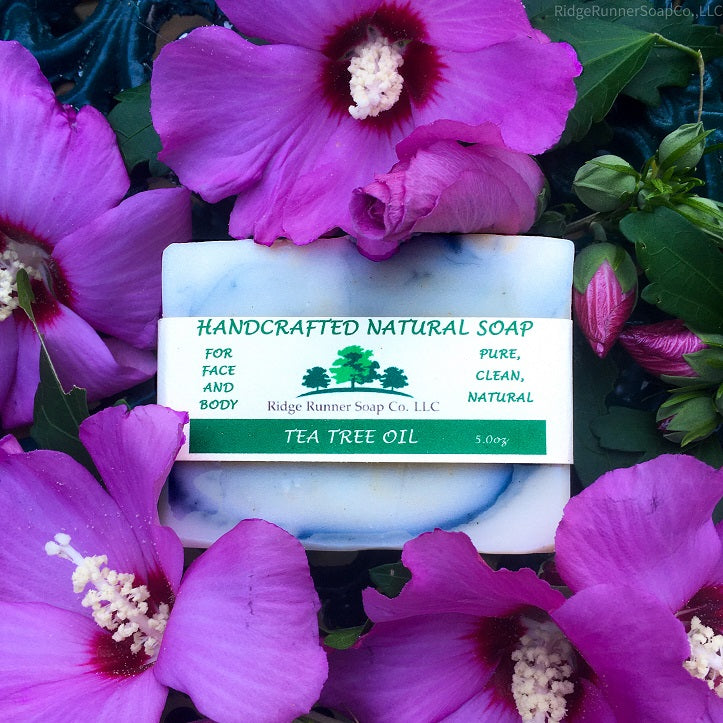 RidgeRunnerSoapCo.,LLC
HANDCRAFTED NATURAL SOAP
FOR
FACE
AND
BODY
PURE,
CLEAN,
NATURAL
Ridge Runner Soap Co. LLC
TEA TREE OIL 5.0oz